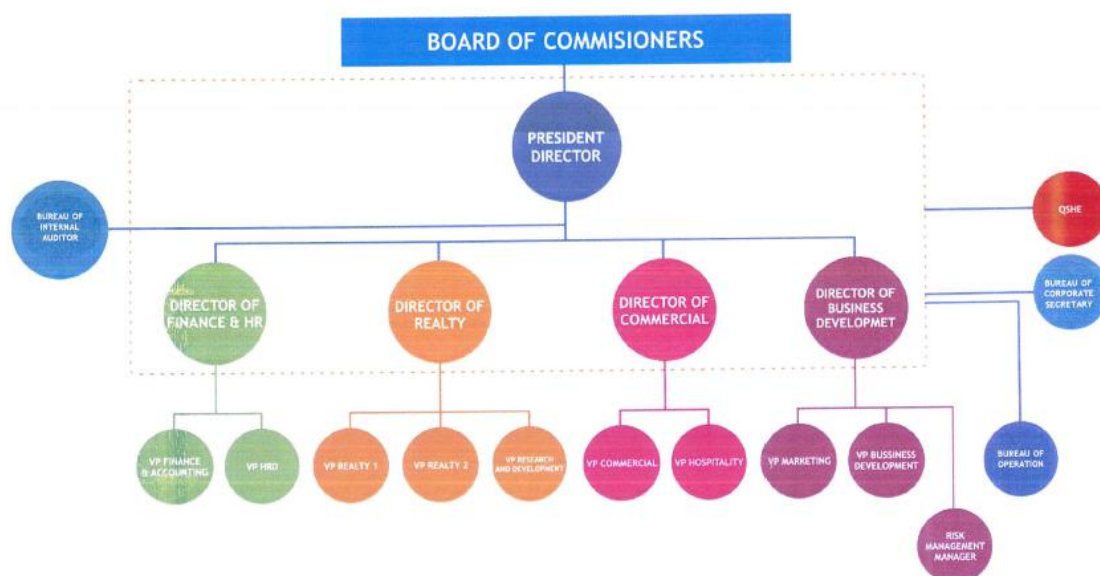 BOARD OF COMMISIONERS
PRESIDENT
DIRECTOR
BUREAU OF
INTERNAL
AUDITOR
QSHE
BUREAU OF
CORPORATE
SECRETARY
DIRECTOR OF
FINANCE & HR
DIRECTOR OF
REALTY
DIRECTOR OF
COMMERCIAL
DIRECTOR OF
BUSINESS
DEVELOPMET
VP FINANCE
& ACCOUNTING
VP HRD
VP REALTY 1
VP REALTY 2
VP RESEARCH
AND DEVELOPMENT
VP COMMERCIAL
VP HOSPITALITY
VP MARKETING
VP BUSSINESS
DEVELOPMENT
BUREAU OF
OPERATION
RISK
MANAGEMENT
MANAGER